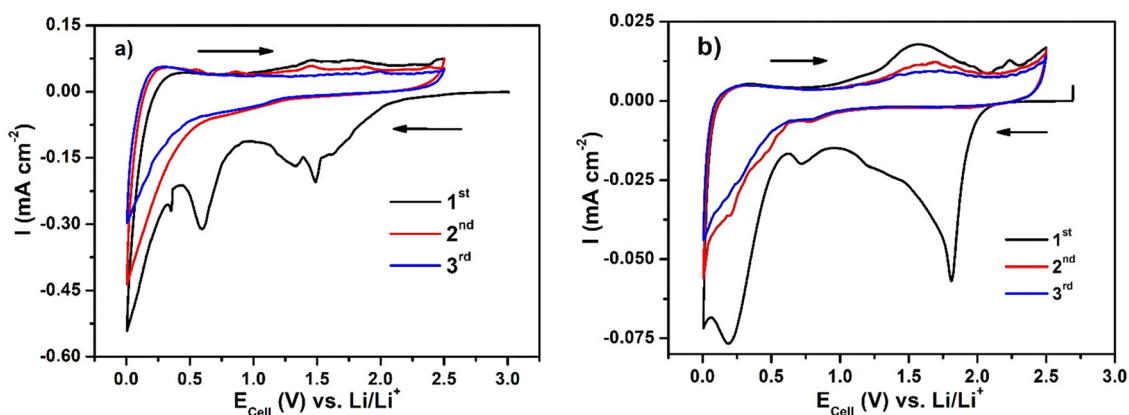 a)
0.15
0.00
-0.15
-0.30
-0.45
-0.60
I (mA cm⁻²)
1st
2nd
3rd
0.0 0.5 1.0 1.5 2.0 2.5 3.0
ECell (V) vs. Li/Li⁺
b)
0.025
0.000
-0.025
-0.050
-0.075
I (mA cm⁻²)
1st
2nd
3rd
0.0 0.5 1.0 1.5 2.0 2.5 3.0
ECell (V) vs. Li/Li⁺